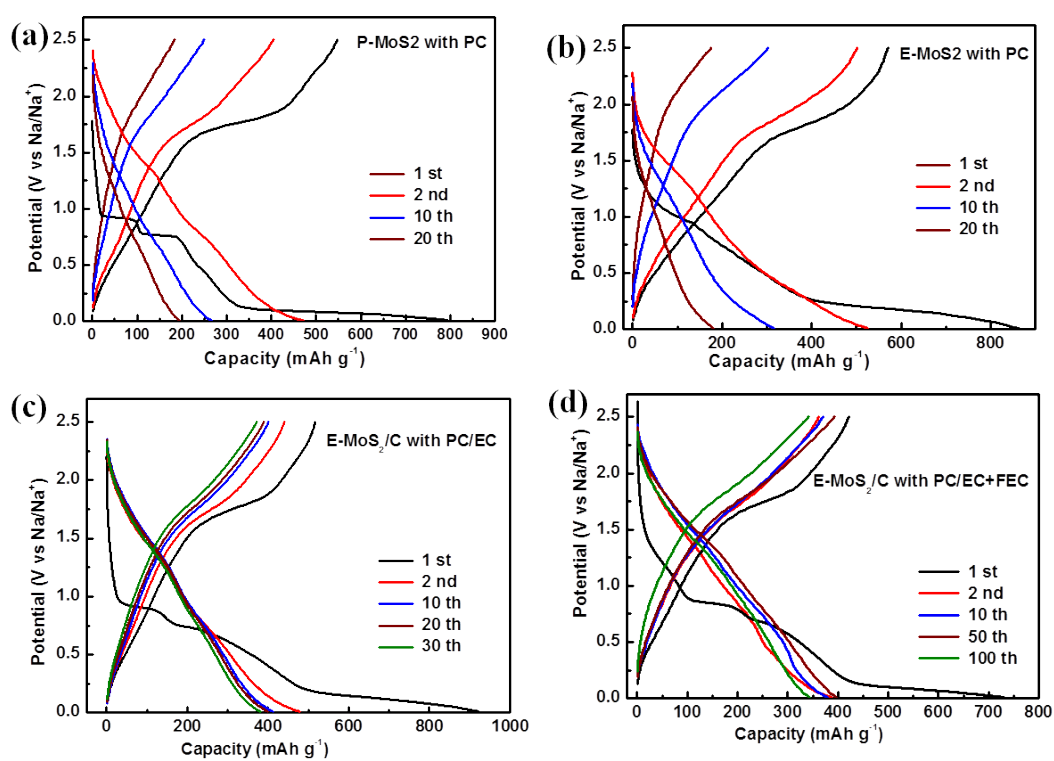 (a)
P-MoS2 with PC
Potential (V vs Na/Na+)
2.5
2.0
1.5
1.0
0.5
0.0
1 st
2 nd
10 th
20 th
0 100 200 300 400 500 600 700 800 900
Capacity (mAh g-1)
(b)
E-MoS2 with PC
Potential (V vs Na/Na+)
2.5
2.0
1.5
1.0
0.5
0.0
1 st
2 nd
10 th
20 th
0 200 400 600 800
Capacity (mAh g-1)
(c)
E-MoS2/C with PC/EC
Potential (V vs Na/Na+)
2.5
2.0
1.5
1.0
0.5
0.0
1 st
2 nd
10 th
20 th
30 th
0 200 400 600 800 1000
Capacity (mAh g-1)
(d)
E-MoS2/C with PC/EC+FEC
Potential (V vs Na/Na+)
2.5
2.0
1.5
1.0
0.5
0.0
1 st
2 nd
10 th
50 th
100 th
0 100 200 300 400 500 600 700 800
Capacity (mAh g-1)